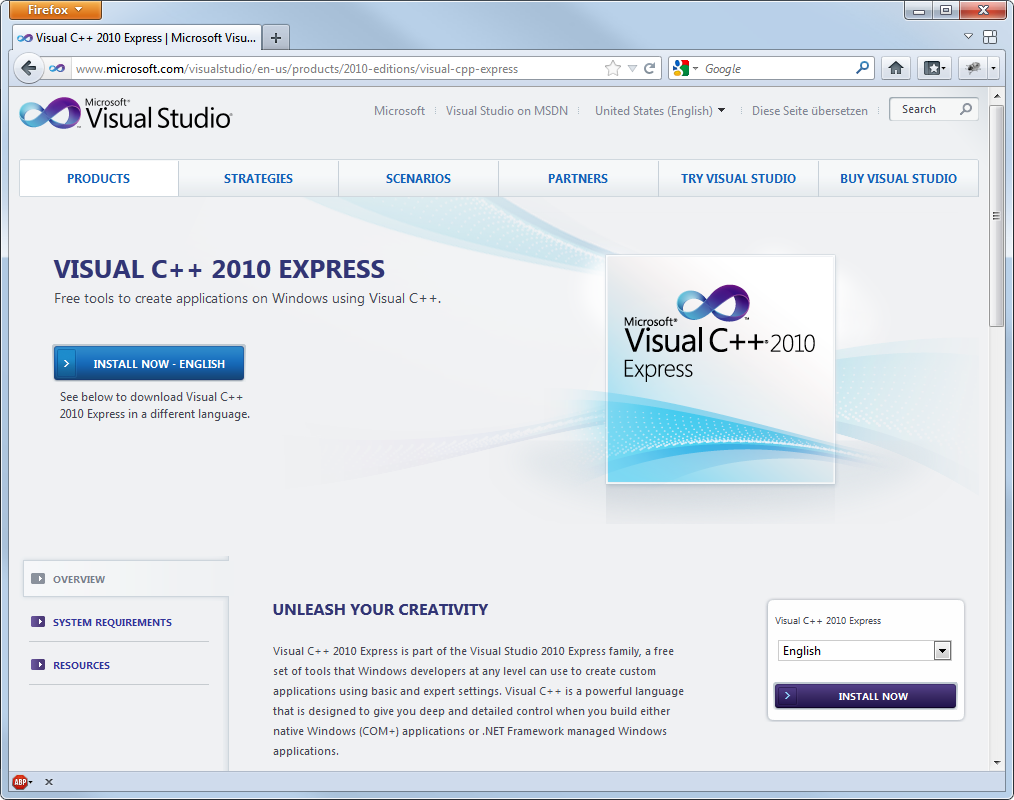 Firefox
Visual C++ 2010 Express | Microsoft Visu...
www.microsoft.com/visualstudio/en-us/products/2010-editions/visual-cpp-express
Google
Microsoft®
Visual Studio®
Microsoft
Visual Studio on MSDN
United States (English)
Diese Seite übersetzen
Search
PRODUCTS
STRATEGIES
SCENARIOS
PARTNERS
TRY VISUAL STUDIO
BUY VISUAL STUDIO
VISUAL C++ 2010 EXPRESS
Free tools to create applications on Windows using Visual C++.
INSTALL NOW - ENGLISH
See below to download Visual C++
2010 Express in a different language.
Microsoft®
Visual C++® 2010
Express
OVERVIEW
SYSTEM REQUIREMENTS
RESOURCES
UNLEASH YOUR CREATIVITY
Visual C++ 2010 Express is part of the Visual Studio 2010 Express family, a free
set of tools that Windows developers at any level can use to create custom
applications using basic and expert settings. Visual C++ is a powerful language
that is designed to give you deep and detailed control when you build either
native Windows (COM+) applications or .NET Framework managed Windows
applications.
Visual C++ 2010 Express
English
INSTALL NOW
ABP